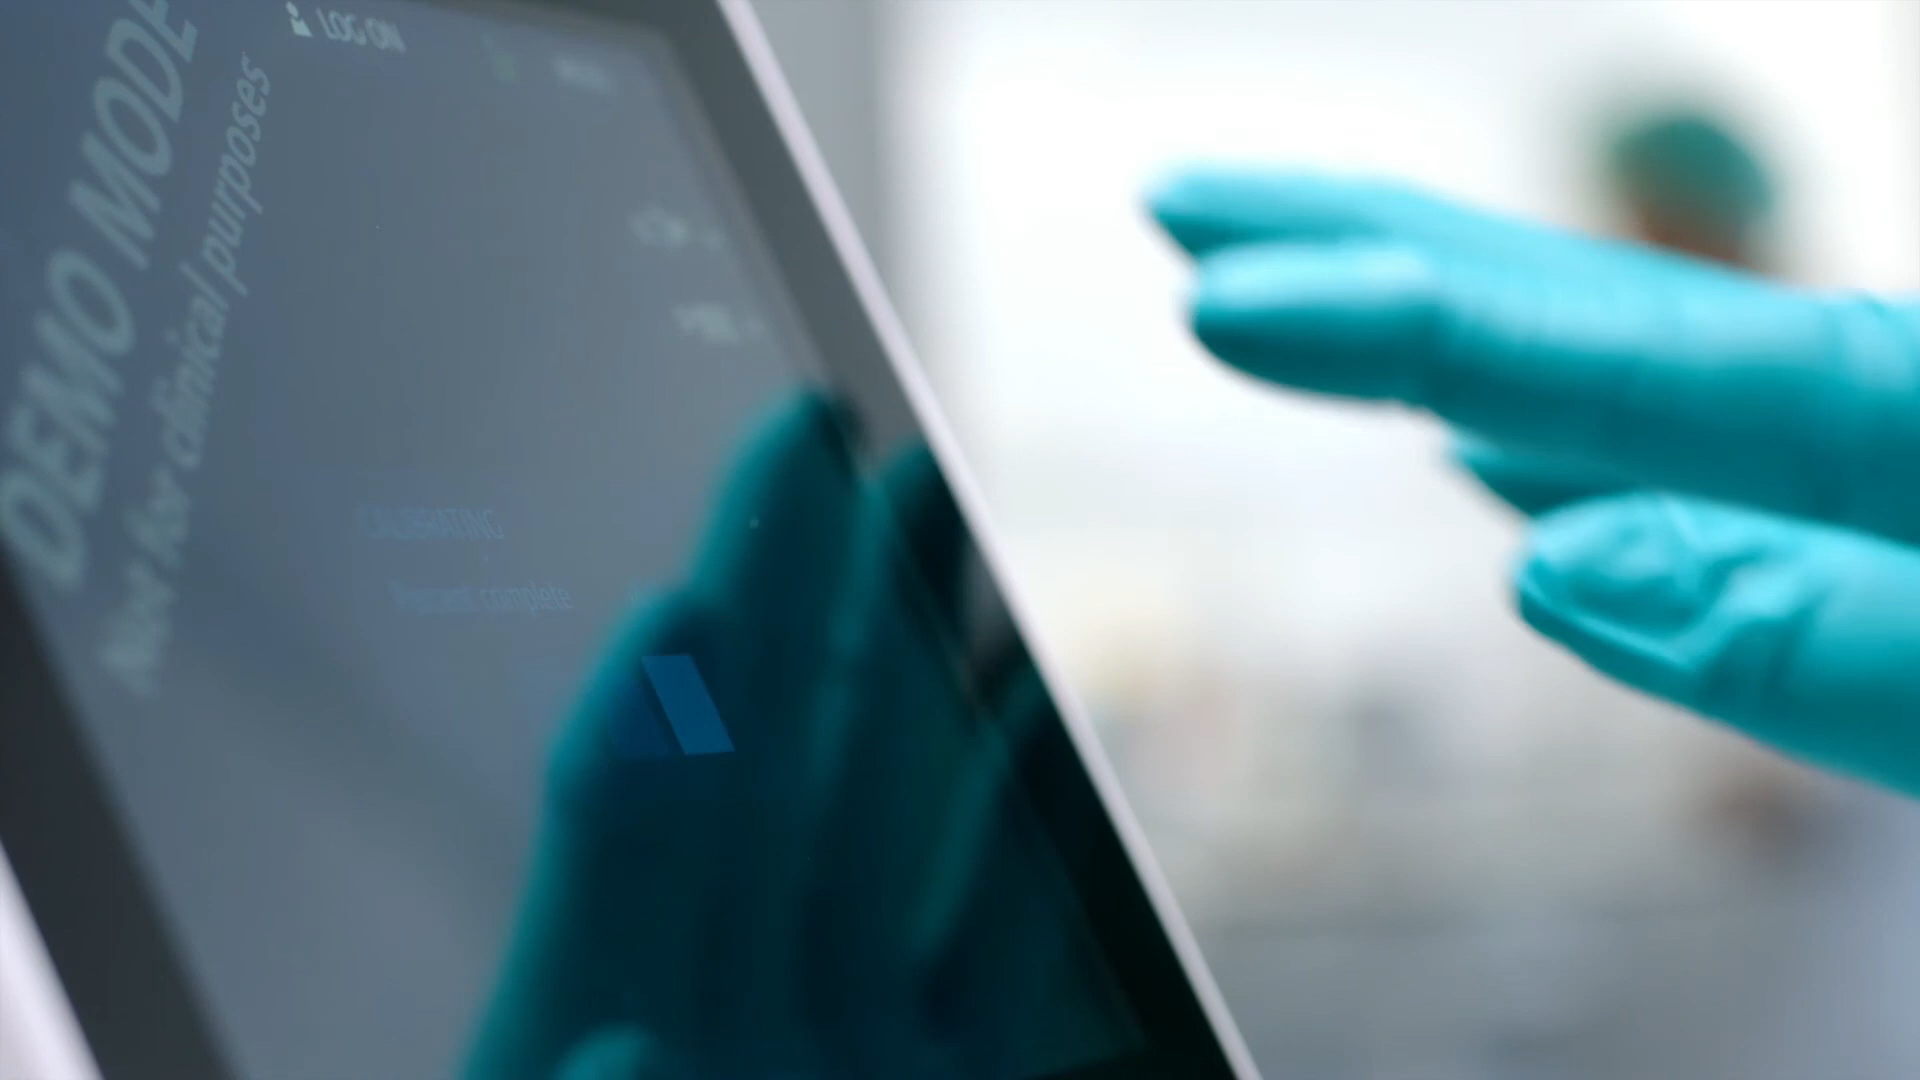 LOG ON
DEMO MODE
Not for clinical purposes
CALIBRATING
Percent complete